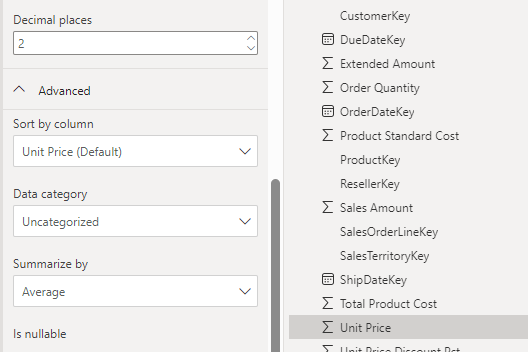 Decimal places
2
Advanced
Sort by column
Unit Price (Default)
Data category
Uncategorized
Summarize by
Average
Is nullable
CustomerKey
DueDateKey
Extended Amount
Order Quantity
OrderDateKey
Product Standard Cost
ProductKey
ResellerKey
Sales Amount
SalesOrderLineKey
SalesTerritoryKey
ShipDateKey
Total Product Cost
Unit Price
Unit Price Discount Pct